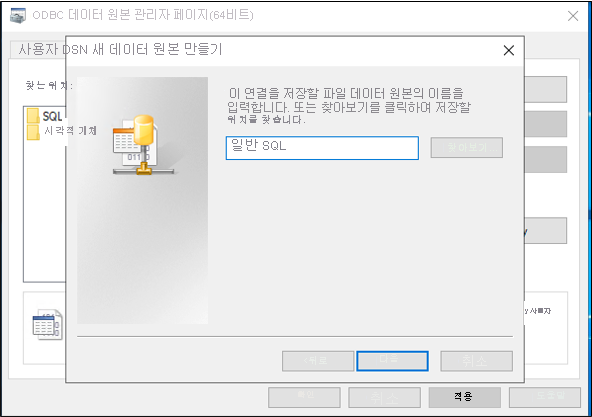 ODBC 데이터 원본 관리자 페이지(64비트)
사용자 DSN 새 데이터 원본 만들기
찾는 위치:
SQL
시각적 기체
이 연결을 저장할 파일 데이터 원본의 이름을
입력합니다. 또는 찾아보기를 클릭하여 저장할
위치를 찾습니다.
일반 SQL
찾아보기
y
y 사용자
<뒤로
다음
취소
확인
취소
적용
도움말